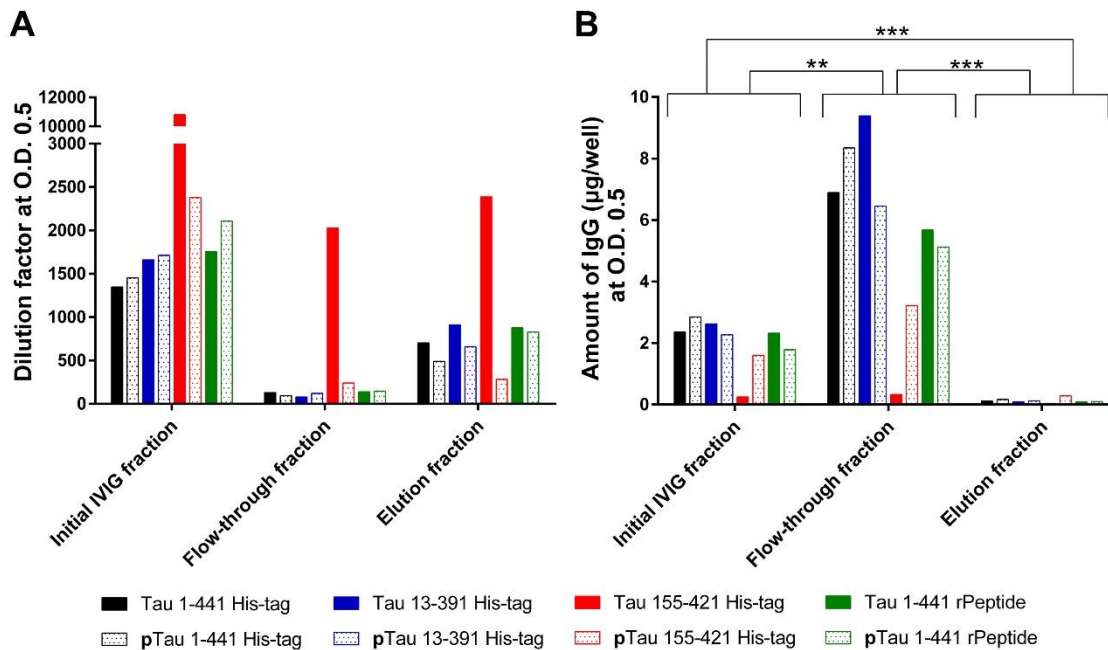 A
Dilution factor at O.D. 0.5
12000
10000
3000
2500
2000
1500
1000
500
0
Initial IVIG fraction
Flow-through fraction
Elution fraction
B
***
**
***
Amount of IgG (µg/well)
at O.D. 0.5
10
8
6
4
2
0
Initial IVIG fraction
Flow-through fraction
Elution fraction
Tau 1-441 His-tag
Tau 13-391 His-tag
Tau 155-421 His-tag
Tau 1-441 rPeptide
pTau 1-441 His-tag
pTau 13-391 His-tag
pTau 155-421 His-tag
pTau 1-441 rPeptide